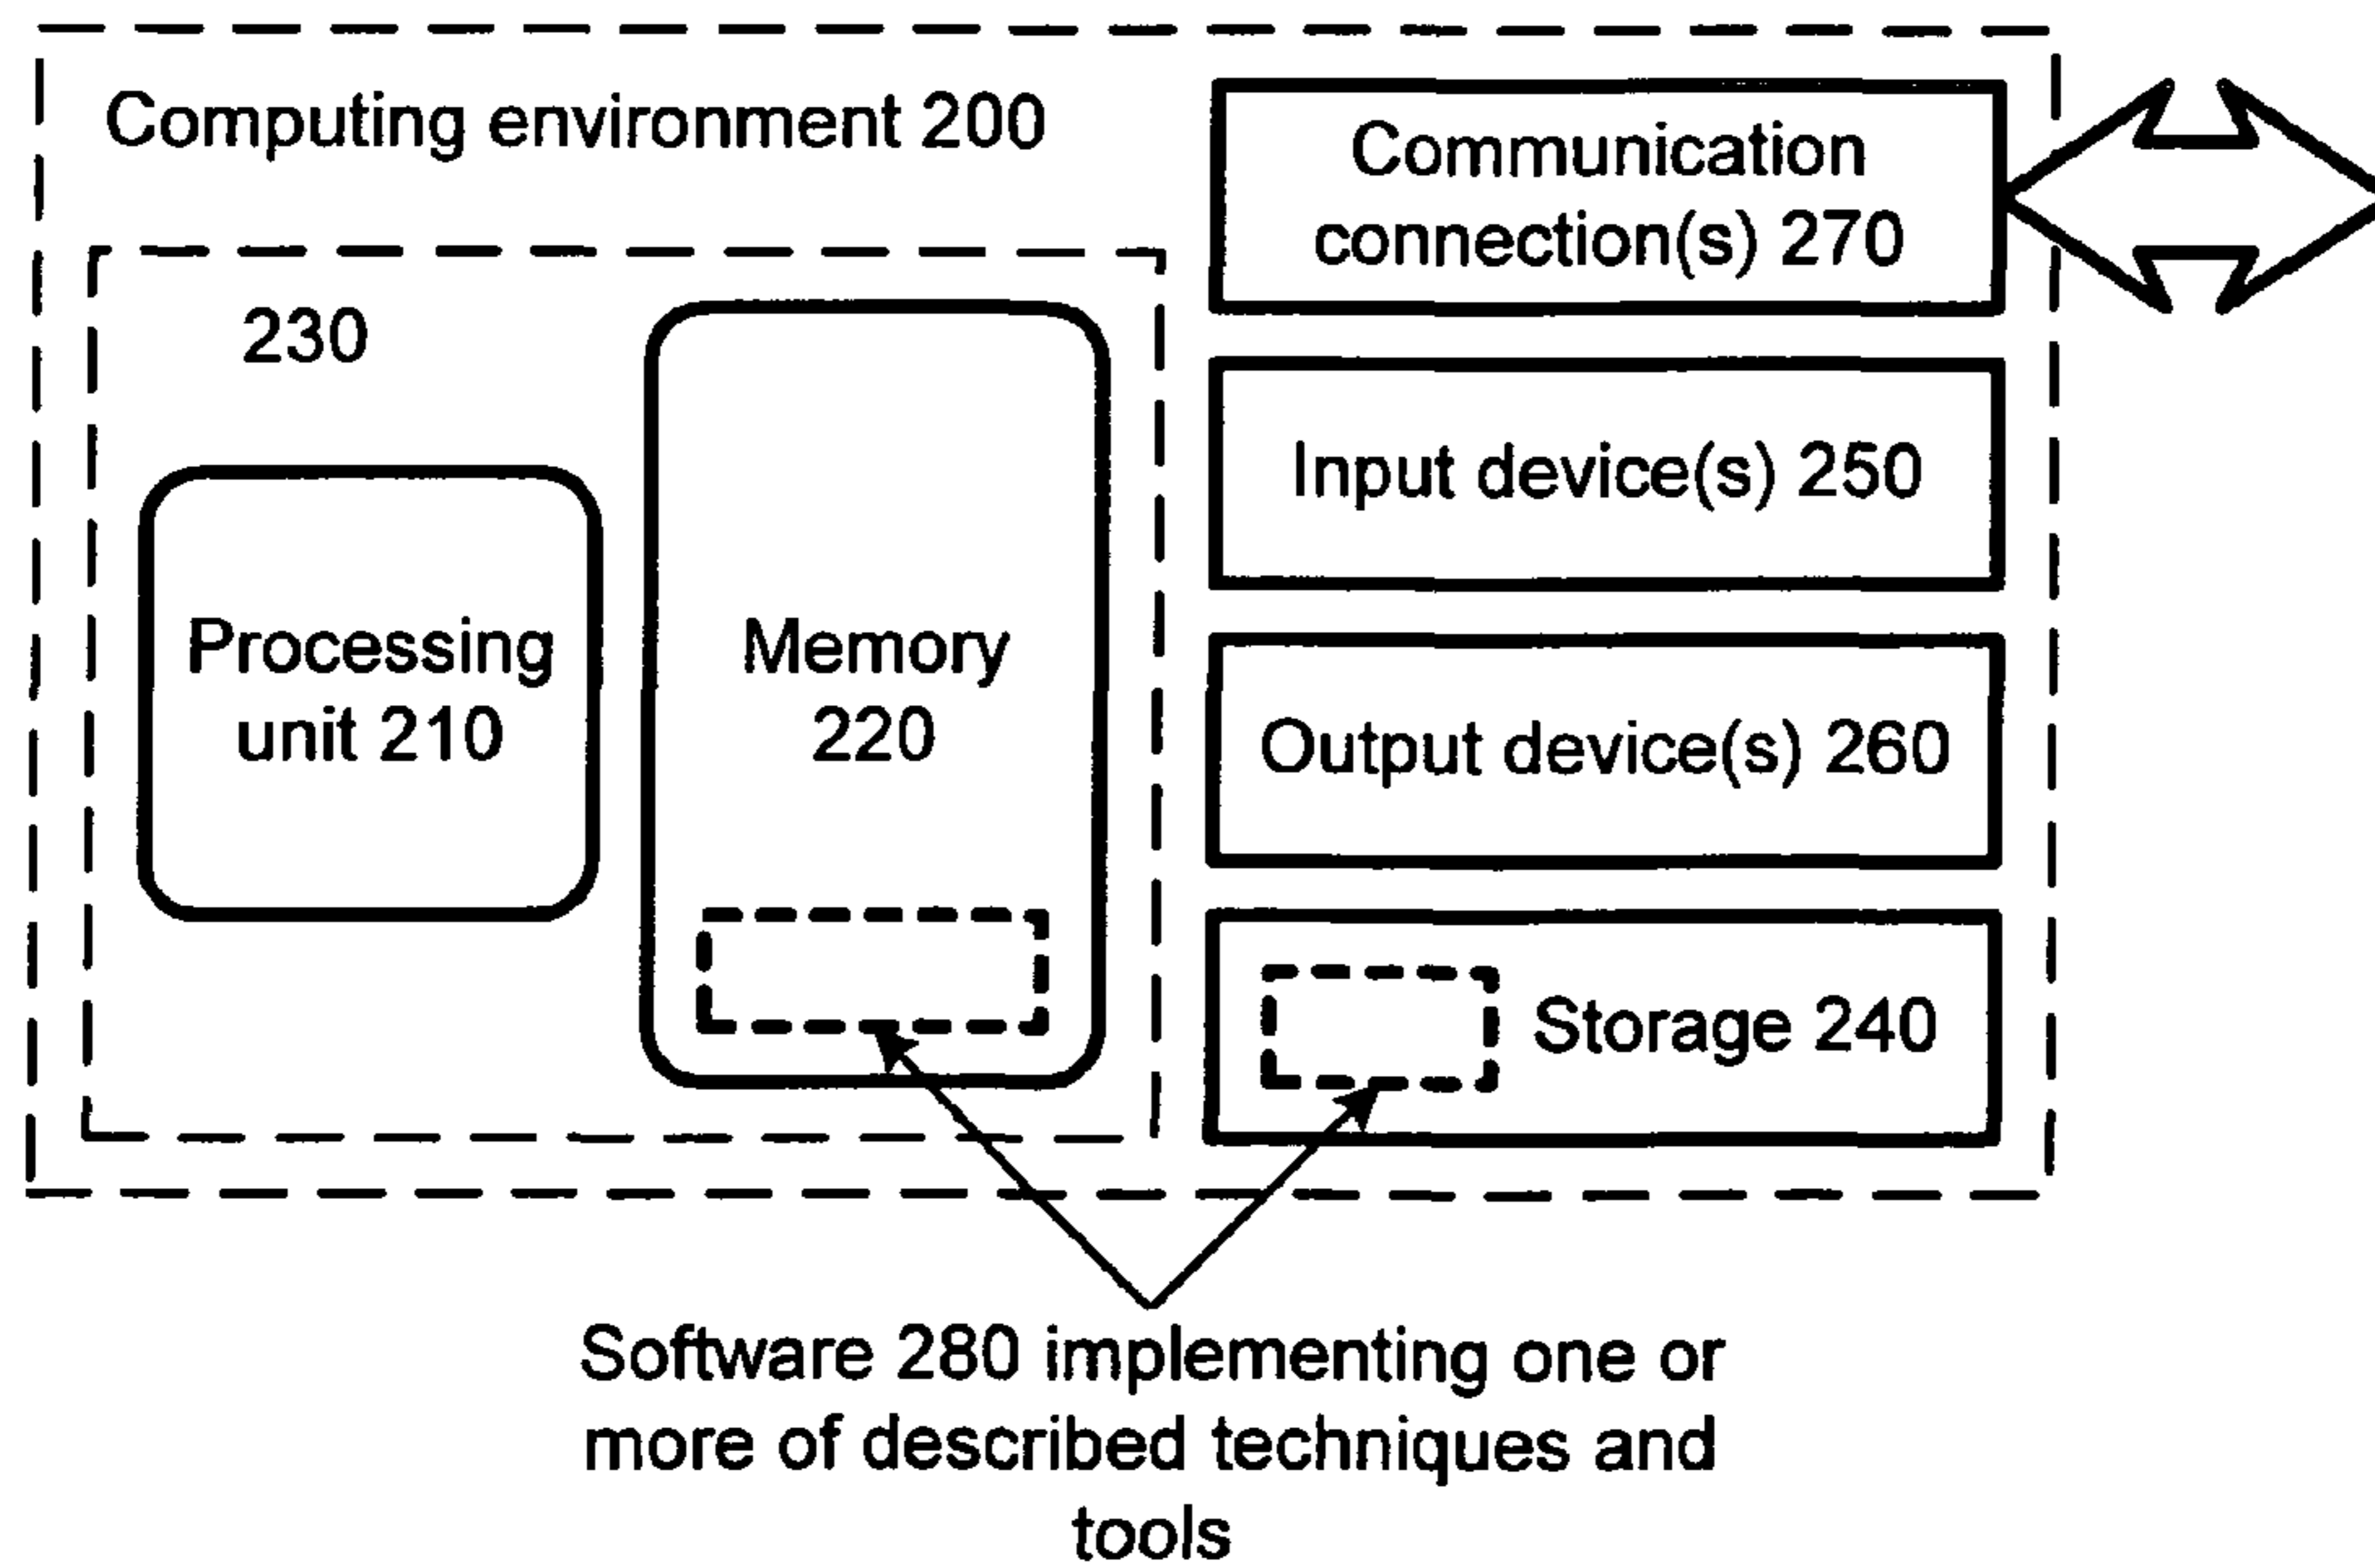 Computing environment 200
230
Processing
unit 210
Memory
220
Communication
connection(s) 270
Input device(s) 250
Output device(s) 260
Storage 240
Software 280 implementing one or
more of described techniques and
tools